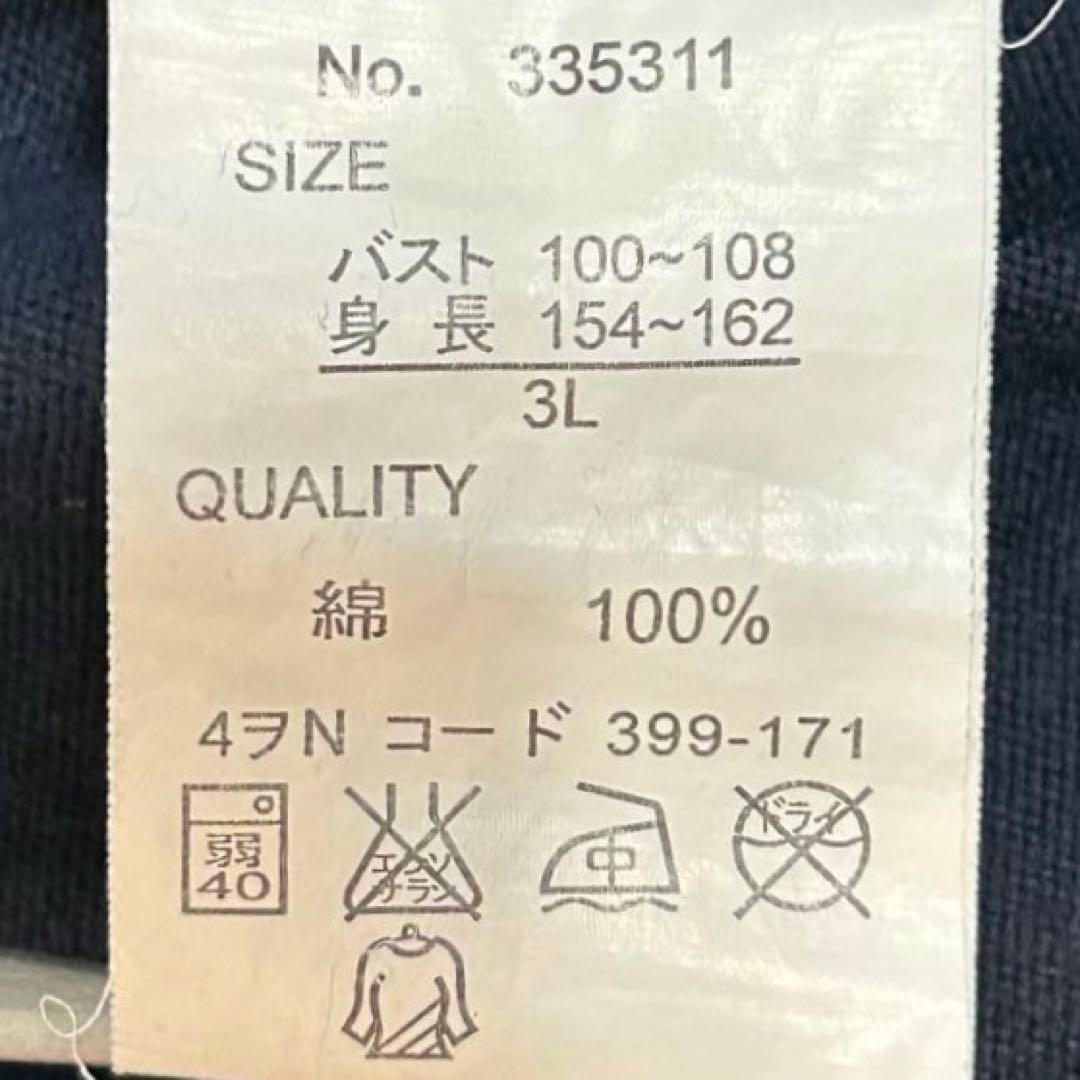 No. 335311
SIZE
バスト 100~108
身長 154~162
3L
QUALITY
綿 100%
4ヲN コード 399-171
弱 40
エンソ
サラシ
中
ドライ